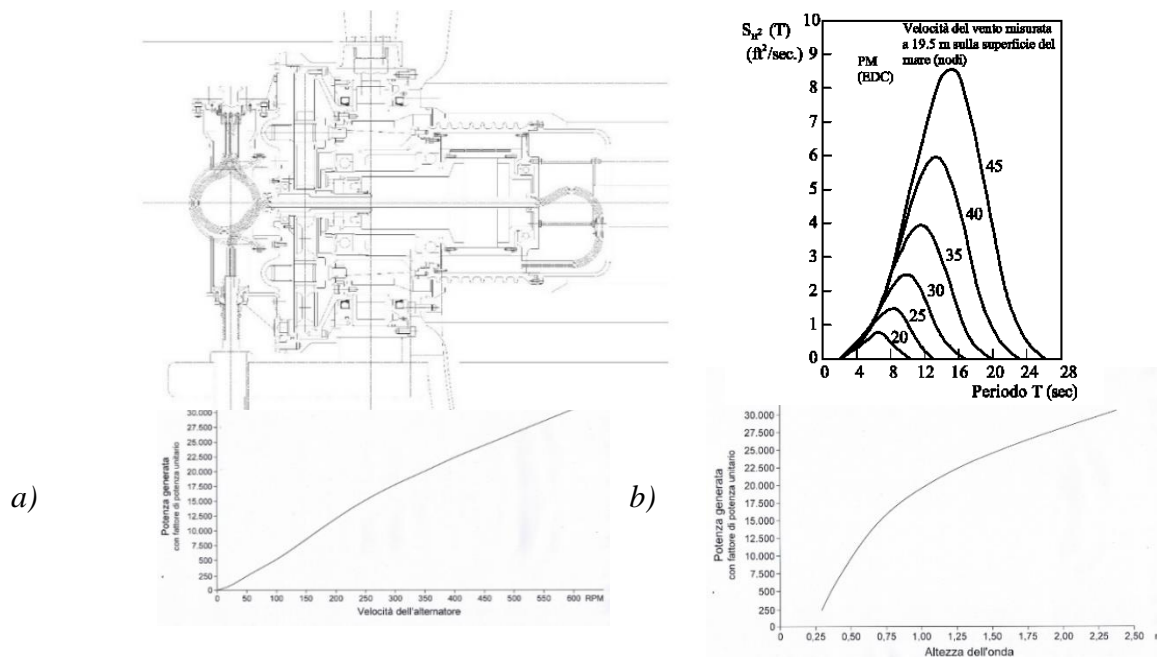 S_H² (T)
(ft²/sec.)
Velocità del vento misurata
a 19.5 m sulla superficie del
mare (nodi)
PM
(EDC)
10
9
8
7
6
5
4
3
2
1
0
45
40
35
30
25
20
0 4 8 12 16 20 24 28
Periodo T (sec)
a)
Potenza generata
con fattore di potenza unitario
30.000
27.500
25.000
22.500
20.000
17.500
15.000
12.500
10.000
7.500
500
250
0
0 50 100 150 200 250 300 350 400 450 500 550 600 RPM
Velocità dell'alternatore
b)
Potenza generata
con fattore di potenza unitario
30.000
27.500
25.000
22.500
20.000
17.500
15.000
12.500
10.000
7.500
500
250
0
0 0,25 0,50 0,75 1,00 1,25 1,50 1,75 2,00 2,25 2,50
Altezza dell'onda